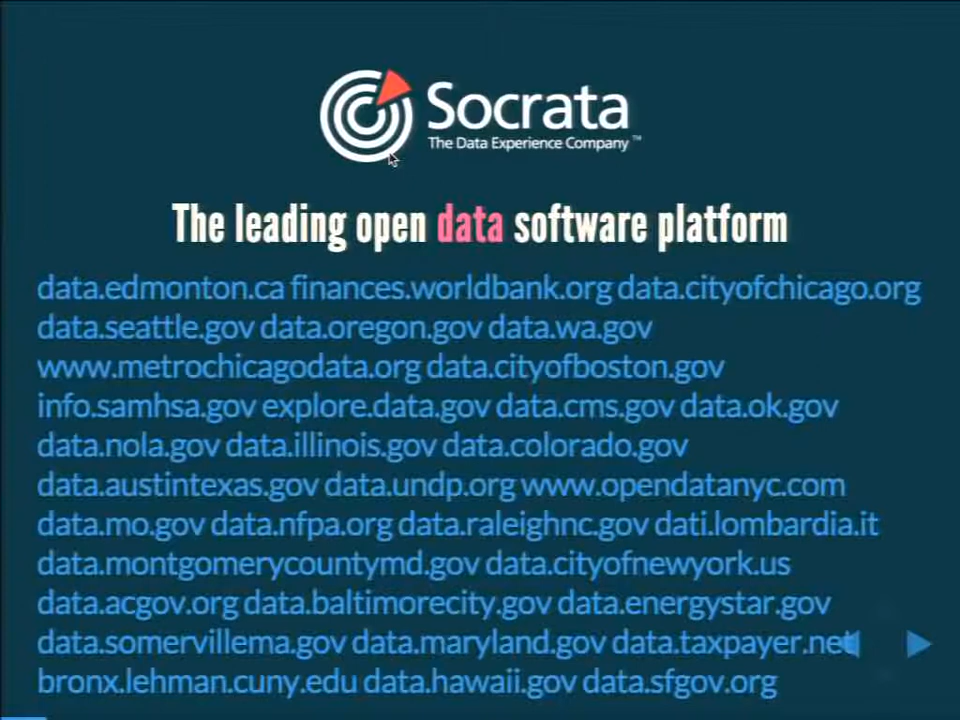 Socrata
The Data Experience Company™
The leading open data software platform
data.edmonton.ca finances.worldbank.org data.cityofchicago.org
data.seattle.gov data.oregon.gov data.wa.gov
www.metrochicagodata.org data.cityofboston.gov
info.samhsa.gov explore.data.gov data.cms.gov data.ok.gov
data.nola.gov data.illinois.gov data.colorado.gov
data.austintexas.gov data.undp.org www.opendatanyc.com
data.mo.gov data.nfpa.org data.raleighnc.gov dati.lombardia.it
data.montgomerycountymd.gov data.cityofnewyork.us
data.acgov.org data.baltimorecity.gov data.energystar.gov
data.somervillema.gov data.maryland.gov data.taxpayer.net
bronx.lehman.cuny.edu data.hawaii.gov data.sfgov.org